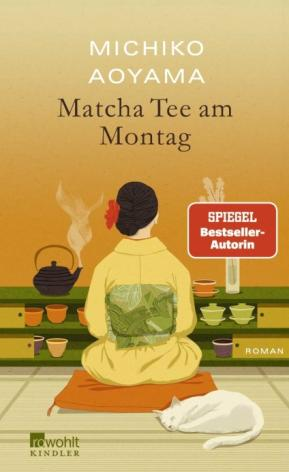 MICHIKO
AOYAMA
Matcha Tee am
Montag
SPIEGEL
Bestseller-
Autorin
ROMAN
rowohlt
KINDLER